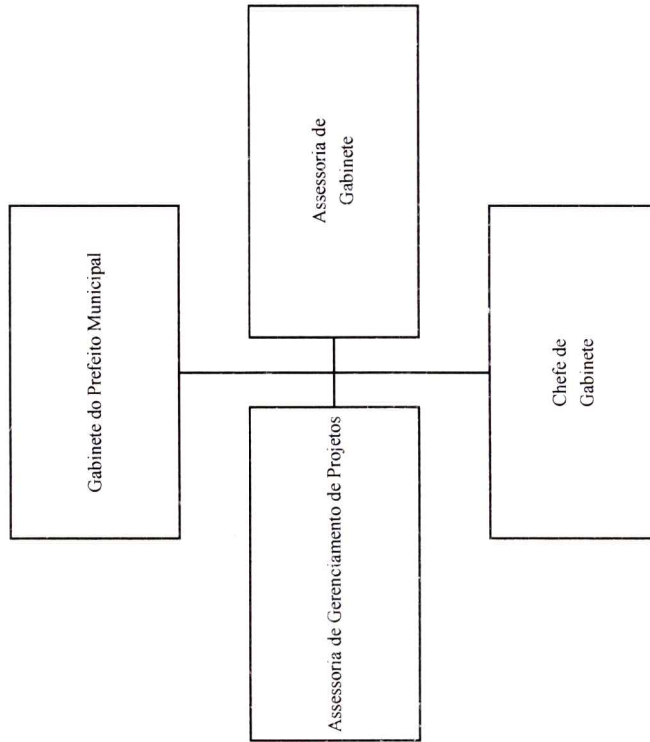 Gabinete do Prefeito Municipal
Assessoria de Gerenciamento de Projetos
Assessoria de
Gabinete
Chefe de
Gabinete